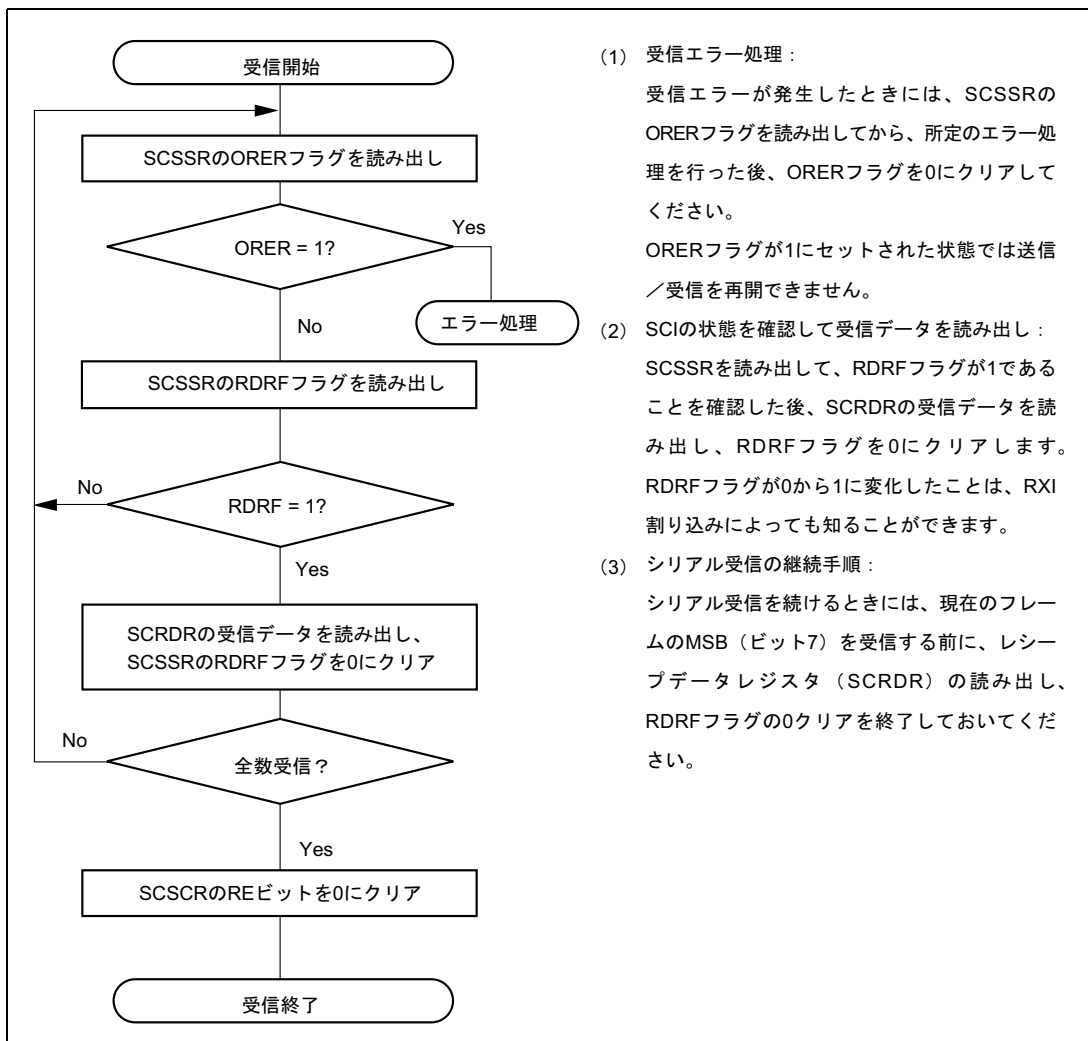 受信開始
SCSSRのORERフラグを読み出し
ORER = 1?
Yes
エラー処理
No
SCSSRのRDRFフラグを読み出し
No
RDRF = 1?
Yes
SCRDRの受信データを読み出し、
SCSSRのRDRFフラグを0にクリア
No
全数受信？
Yes
SCSCRのREビットを0にクリア
受信終了
（1） 受信エラー処理：
受信エラーが発生したときには、SCSSRの
ORERフラグを読み出してから、所定のエラー処
理を行った後、ORERフラグを0にクリアして
ください。
ORERフラグが1にセットされた状態では送信
／受信を再開できません。
（2） SCIの状態を確認して受信データを読み出し：
SCSSRを読み出して、RDRFフラグが1である
ことを確認した後、SCRDRの受信データを読
み出し、RDRFフラグを0にクリアします。
RDRFフラグが0から1に変化したことは、RXI
割り込みによっても知ることができます。
（3） シリアル受信の継続手順：
シリアル受信を続けるときには、現在のフレー
ムのMSB（ビット7）を受信する前に、レシー
プデータレジスタ（SCRDR）の読み出し、
RDRFフラグの0クリアを終了しておいてくだ
さい。